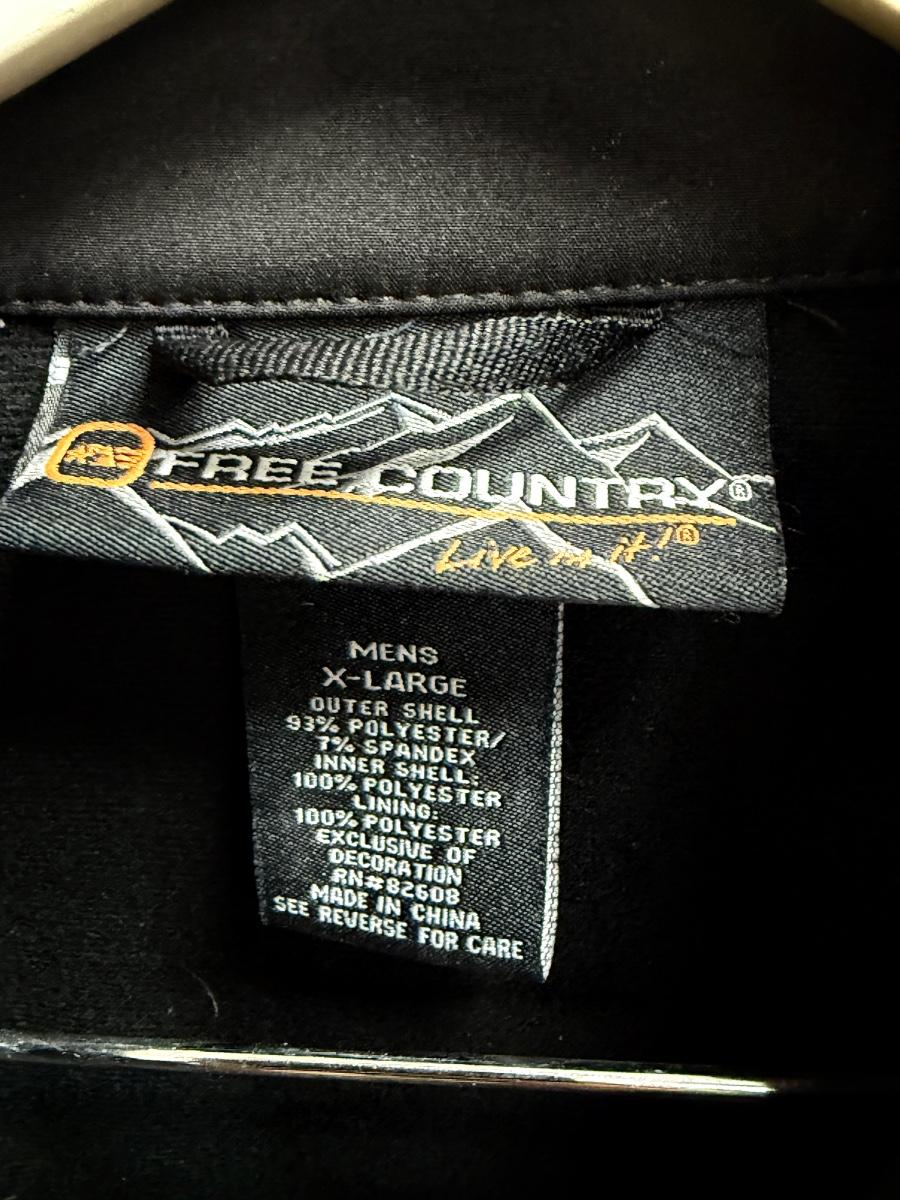 FREE COUNTRY®
Live in it!®
MENS
X-LARGE
OUTER SHELL
93% POLYESTER/
7% SPANDEX
INNER SHELL:
100% POLYESTER
LINING:
100% POLYESTER
EXCLUSIVE OF
DECORATION
RN#82608
MADE IN CHINA
SEE REVERSE FOR CARE